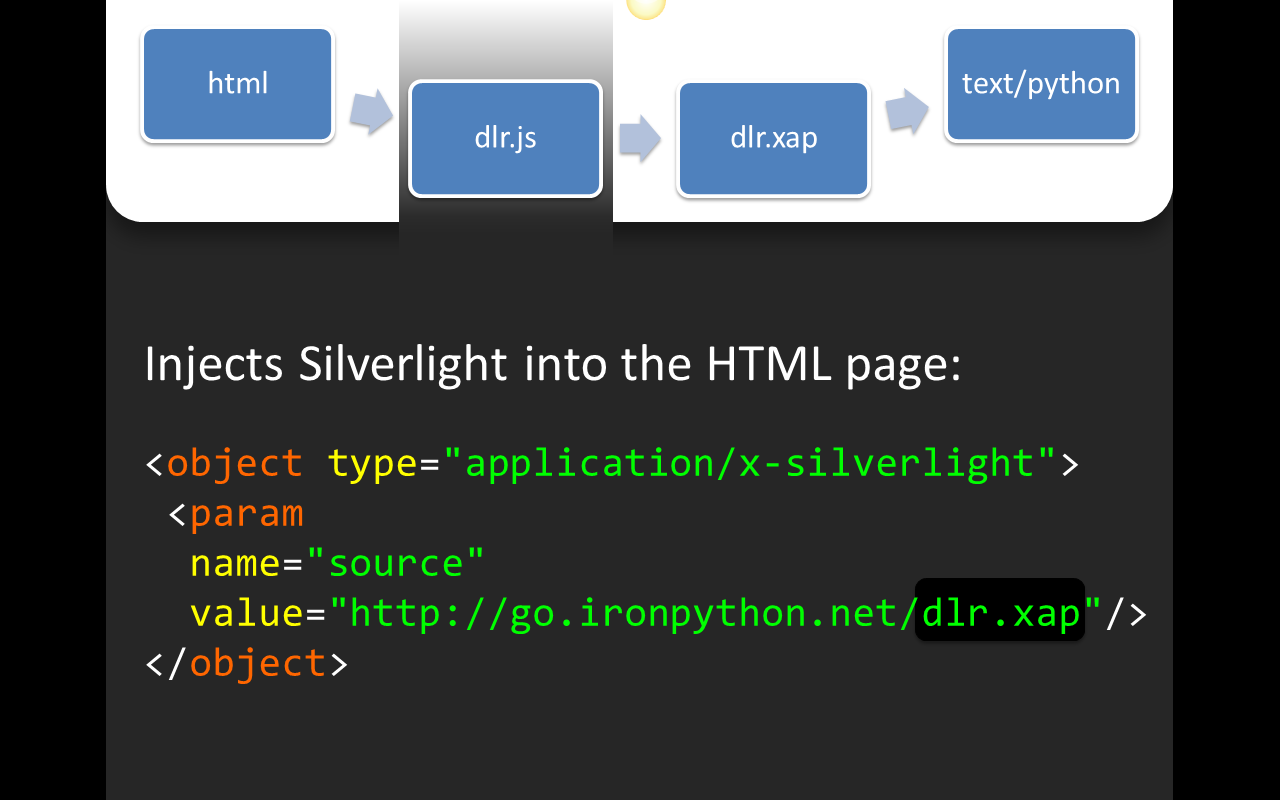 html
dlr.js
dlr.xap
text/python
Injects Silverlight into the HTML page:
<object type="application/x-silverlight">
<param
name="source"
value="http://go.ironpython.net/dlr.xap"/>
</object>